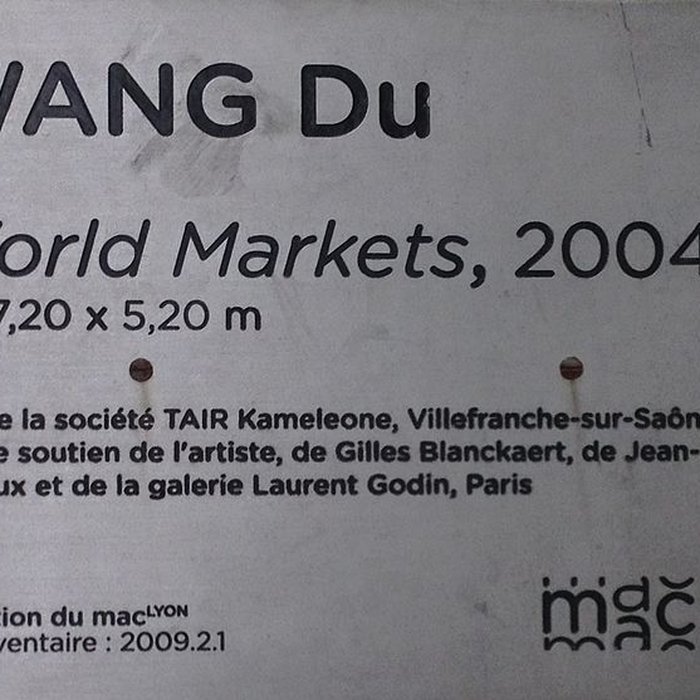 WANG Du
World Markets, 2004
7,20 x 5,20 m
e la société TAIR Kameleone, Villefranche-sur-Saôn
e soutien de l'artiste, de Gilles Blanckaert, de Jean-
ux et de la galerie Laurent Godin, Paris
tion du macLYON
ventaire : 2009.2.1
mac